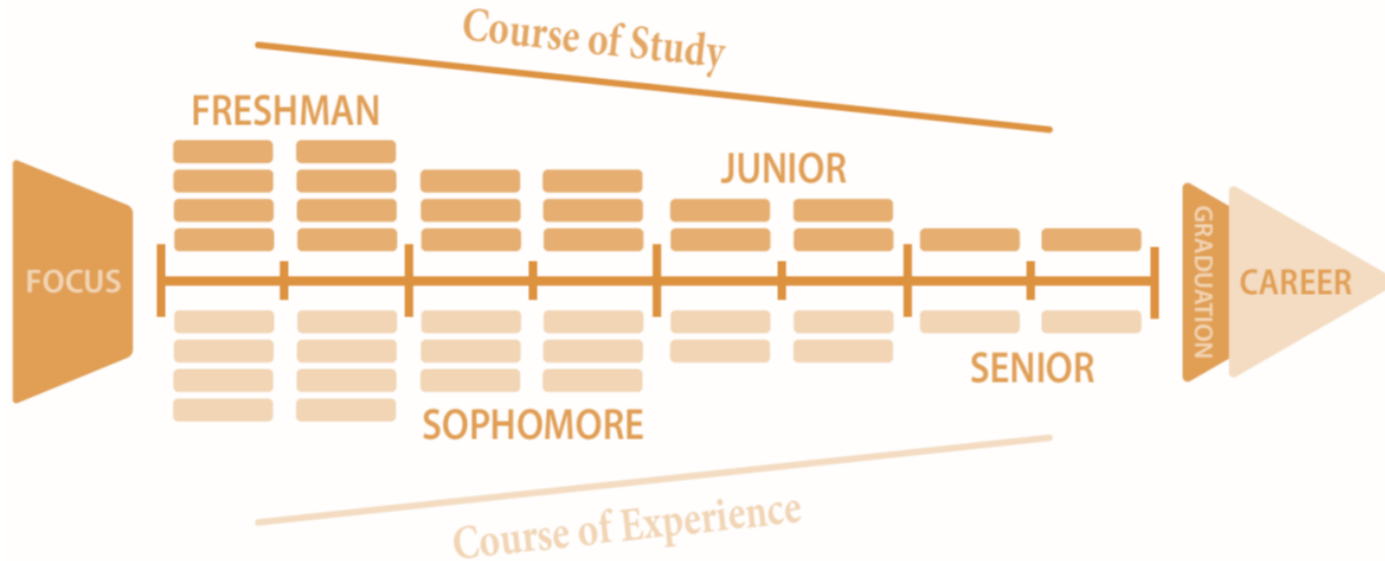 Course of Study
FRESHMAN
JUNIOR
FOCUS
GRADUATION
CAREER
SENIOR
SOPHOMORE
Course of Experience